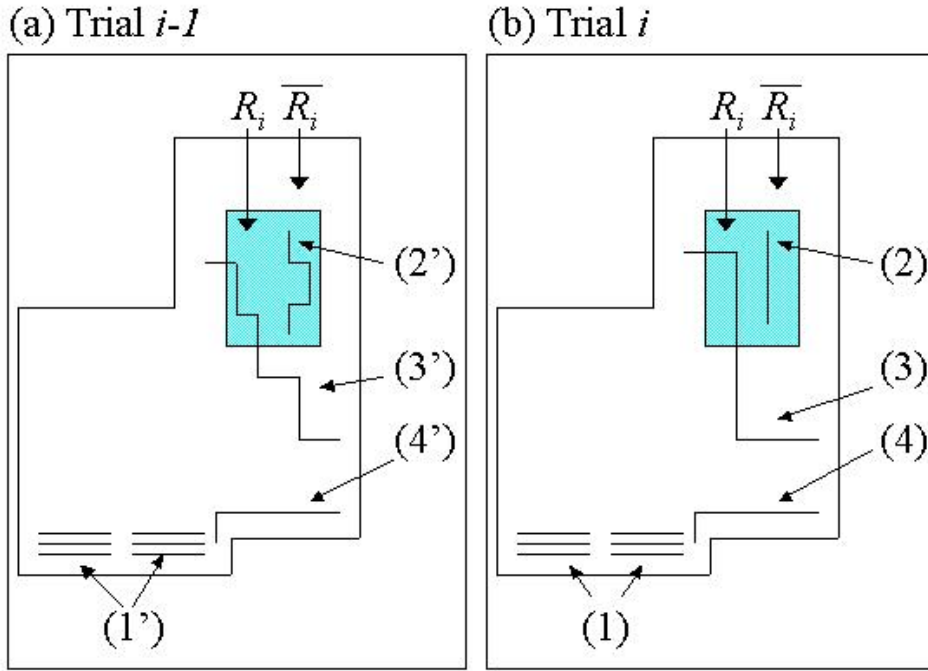 (a) Trial i-1
(b) Trial i
R_i R̅_i
R_i R̅_i
(2’)
(2)
(3’)
(3)
(4’)
(4)
(1’)
(1)